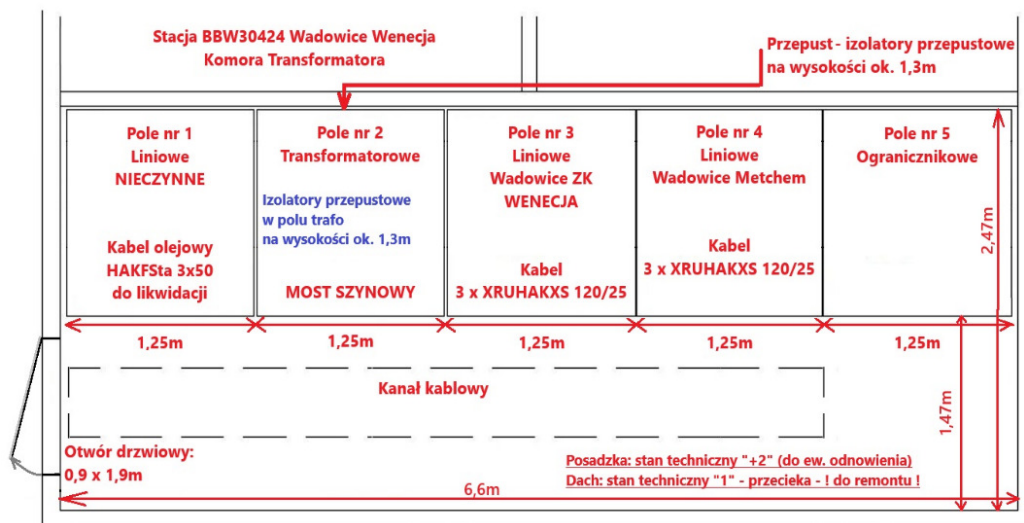 Stacja BBW30424 Wadowice Wenecja
Komora Transformatora
Przepust - izolatory przepustowe
na wysokości ok. 1,3m
Pole nr 1
Liniowe
NIECZYNNE
Kabel olejowy
HAKFSta 3x50
do likwidacji
Pole nr 2
Transformatorowe
Izolatory przepustowe
w polu trafo
na wysokości ok. 1,3m
MOST SZYNOWY
Pole nr 3
Liniowe
Wadowice ZK
WENECJA
Kabel
3 x XRUHAKXS 120/25
Pole nr 4
Liniowe
Wadowice Metchem
Kabel
3 x XRUHAKXS 120/25
Pole nr 5
Ogranicznikowe
2,47m
1,25m
1,25m
1,25m
1,25m
1,25m
Kanał kablowy
1,47m
Otwór drzwiowy:
0,9 x 1,9m
Posadzka: stan techniczny "+2" (do ew. odnowienia)
Dach: stan techniczny "1" - przecieka - ! do remontu !
6,6m